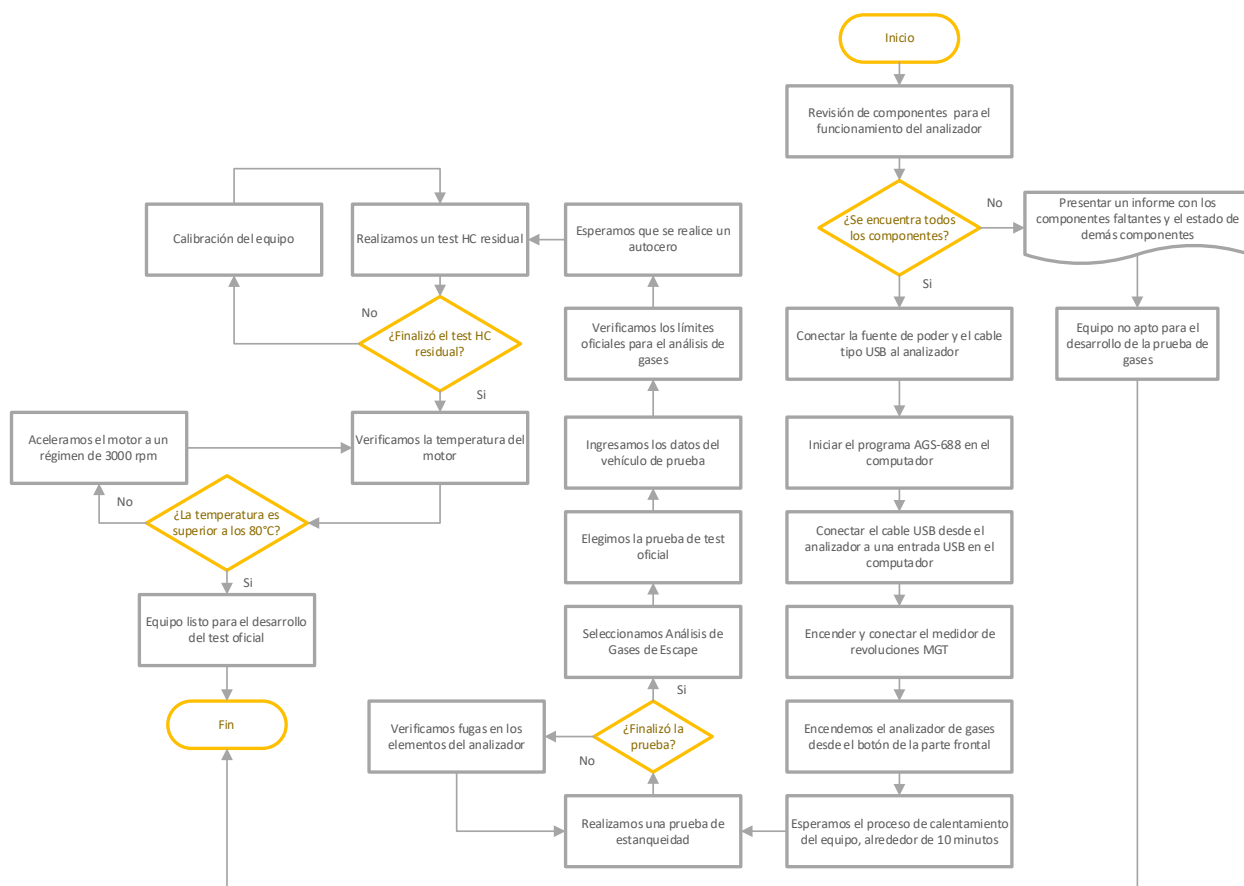 Inicio
Revisión de componentes para el
funcionamiento del analizador
¿Se encuentra todos
los componentes?
No
Presentar un informe con los
componentes faltantes y el estado de
demás componentes
Equipo no apto para el
desarrollo de la prueba de
gases
Si
Conectar la fuente de poder y el cable
tipo USB al analizador
Iniciar el programa AGS-688 en el
computador
Conectar el cable USB desde el
analizador a una entrada USB en el
computador
Encender y conectar el medidor de
revoluciones MGT
Encendemos el analizador de gases
desde el botón de la parte frontal
Esperamos el proceso de calentamiento
del equipo, alrededor de 10 minutos
Realizamos una prueba de
estanqueidad
¿Finalizó la
prueba?
No
Verificamos fugas en los
elementos del analizador
Si
Seleccionamos Análisis de
Gases de Escape
Elegimos la prueba de test
oficial
Ingresamos los datos del
vehículo de prueba
Verificamos los límites
oficiales para el análisis de
gases
Esperamos que se realice un
autocero
Realizamos un test HC residual
¿Finalizó el test HC
residual?
No
Calibración del equipo
Si
Verificamos la temperatura del
motor
¿La temperatura es
superior a los 80°C?
No
Aceleramos el motor a un
régimen de 3000 rpm
Si
Equipo listo para el desarrollo
del test oficial
Fin